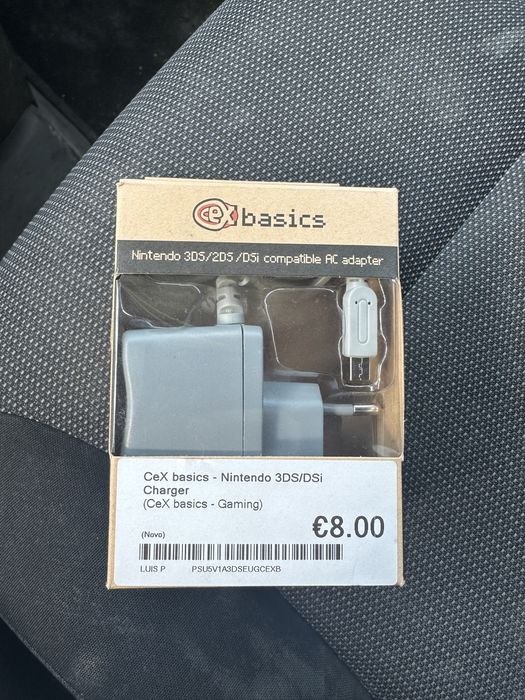 CeX basics
Nintendo 3DS/2DS/DSi compatible AC adapter
CeX basics - Nintendo 3DS/DSi
Charger
(CeX basics - Gaming)
€8.00
(Novo)
LUIS P. PSU5V1A3DSEUGCEXB